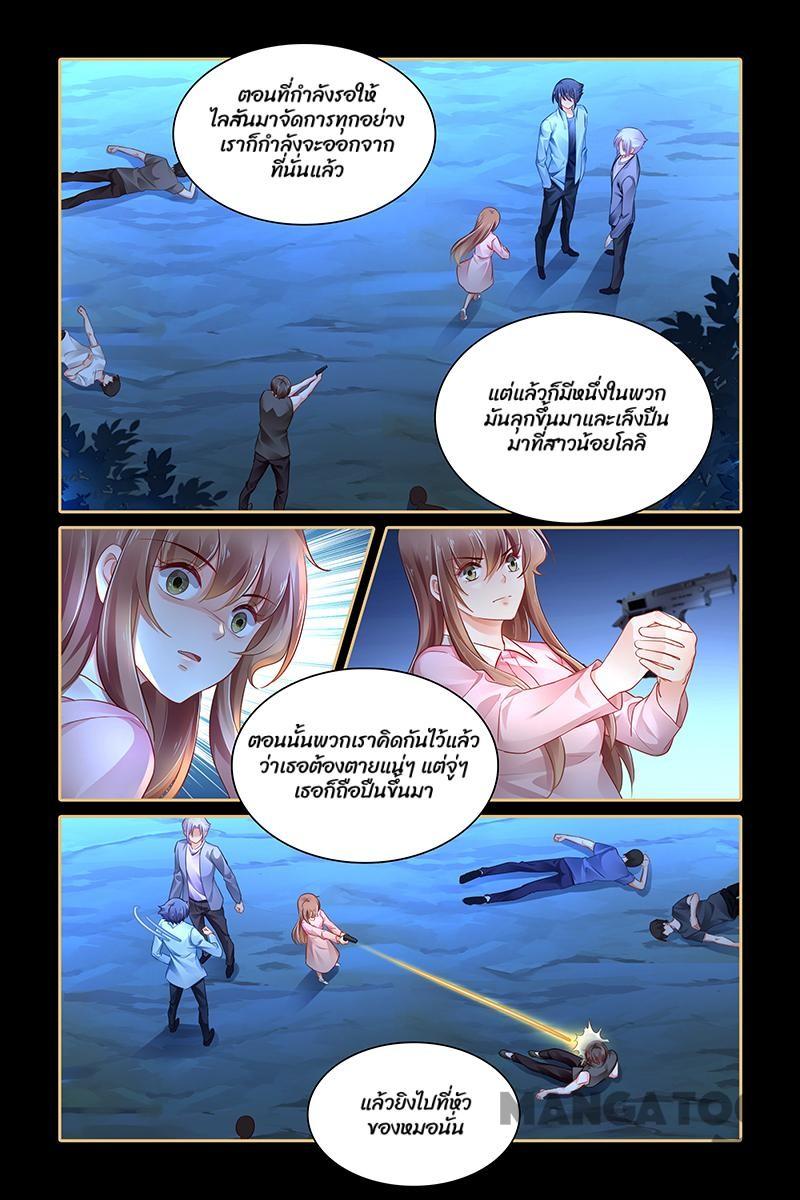 ตอนที่กำลังรอให้
ไลสันมาจัดการทุกอย่าง
เราก็กำลังจะออกจาก
ที่นั่นแล้ว
แต่แล้วก็มีหนึ่งในพวก
มันลุกขึ้นมาและเล็งปืน
มาที่สาวน้อยโลลิ
ตอนนั้นพวกเราคิดกันไว้แล้ว
ว่าเธอต้องตายแน่ๆ แต่จู่ๆ
เธอก็ถือปืนขึ้นมา
แล้วยิงไปที่หัว
ของหมอนั่น
MANGATOO